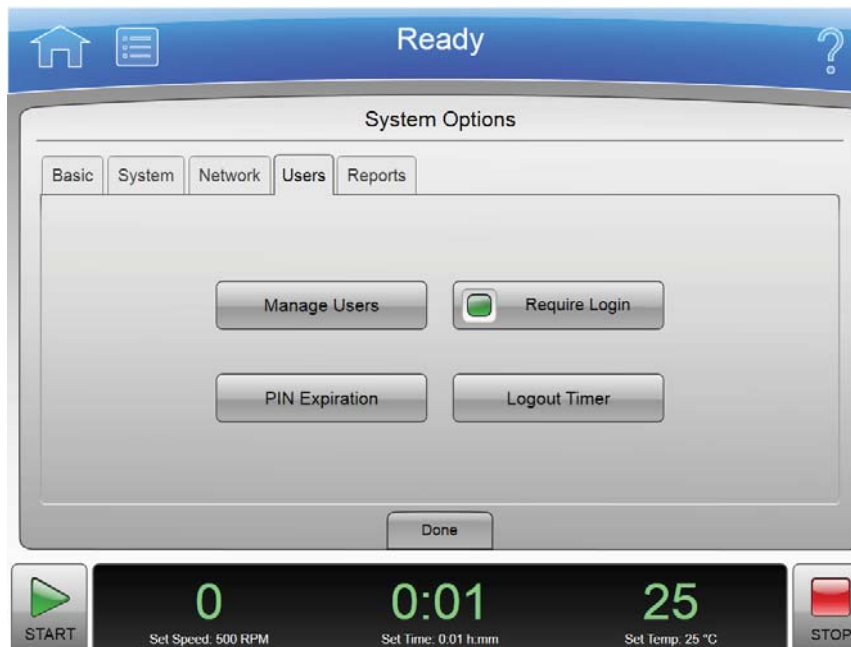 Ready
System Options
Basic System Network Users Reports
Manage Users Require Login
PIN Expiration Logout Timer
Done
0 0:01 25
START Set Speed: 500 RPM Set Time: 0:01 h:mm Set Temp: 25 °C STOP